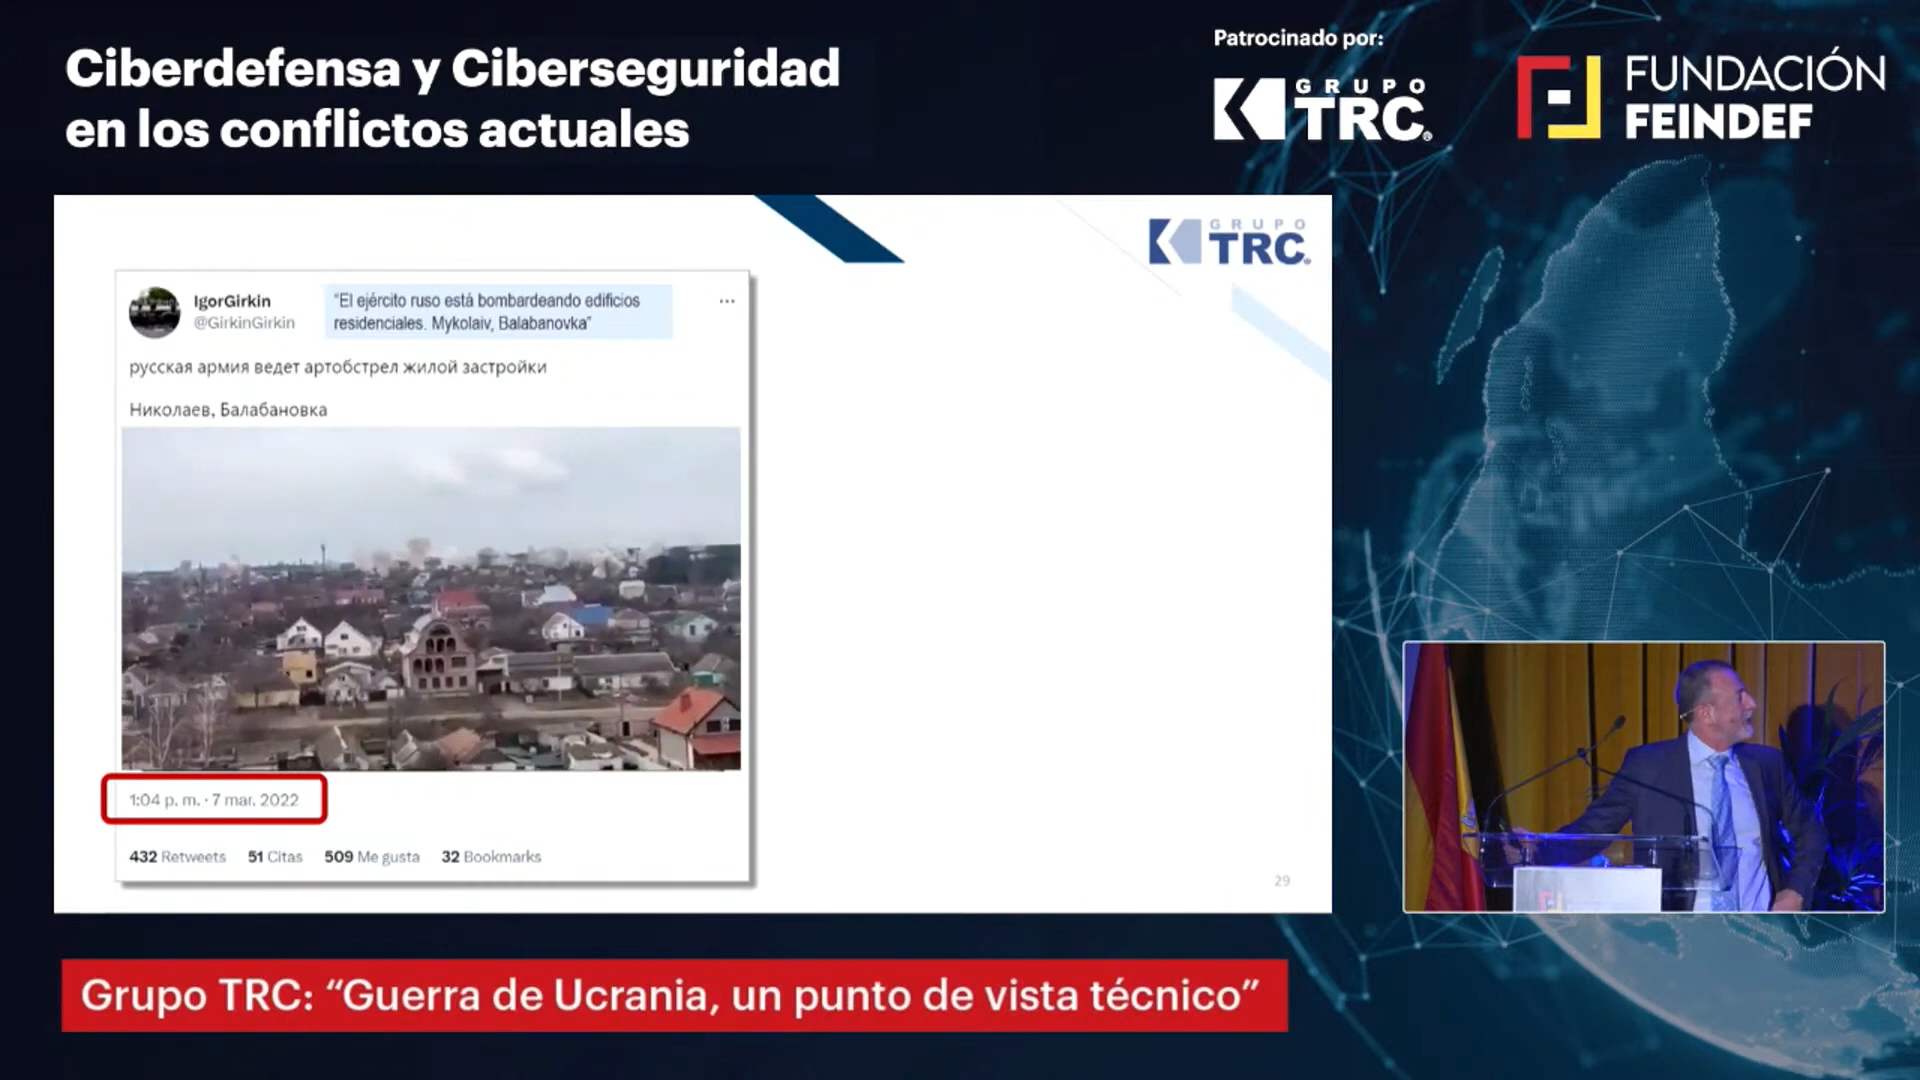 Ciberdefensa y Ciberseguridad
en los conflictos actuales
Patrocinado por:
GRUPO
TRC®
FUNDACIÓN
FEINDEF
GRUPO
TRC®
IgorGirkin
@GirkinGirkin
“El ejército ruso está bombardeando edificios
residenciales. Mykolaiv, Balabanovka”
...
русская армия ведет артобстрел жилой застройки
Николаев, Балабановка
1:04 p. m. · 7 mar. 2022
432 Retweets 51 Citas 509 Me gusta 32 Bookmarks
29
Grupo TRC: “Guerra de Ucrania, un punto de vista técnico”